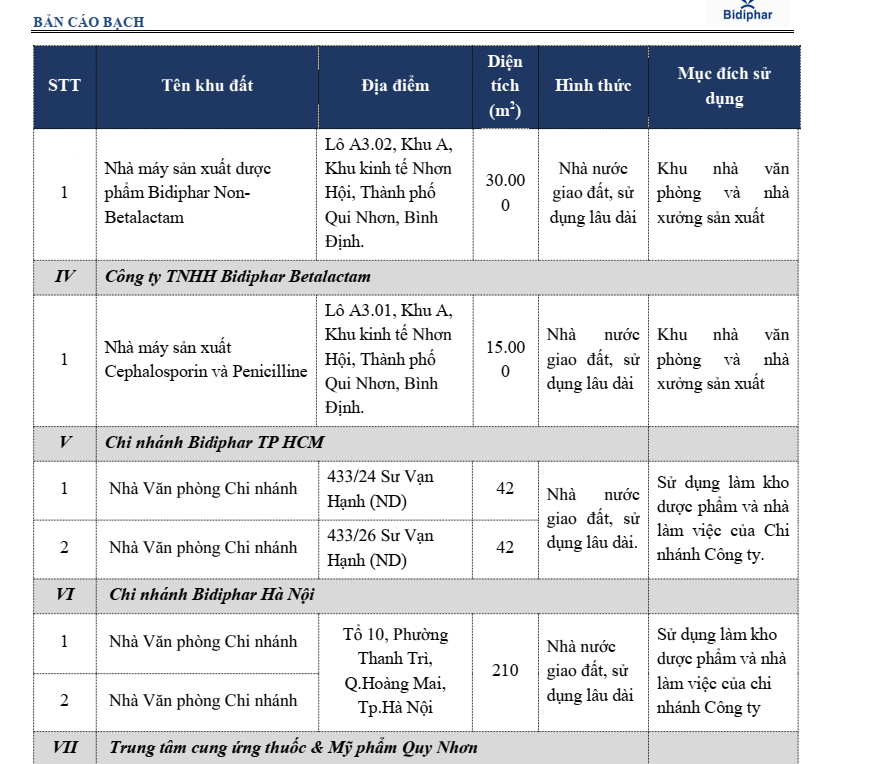 BẢN CÁO BẠCH
Bidiphar
STT
Tên khu đất
Địa điểm
Diện
tích
(m²)
Hình thức
Mục đích sử
dụng
1
Nhà máy sản xuất dược
phẩm Bidiphar Non-
Betalactam
Lô A3.02, Khu A,
Khu kinh tế Nhơn
Hội, Thành phố
Qui Nhơn, Bình
Định.
30.00
0
Nhà nước
giao đất, sử
dụng lâu dài
Khu nhà văn
phòng và nhà
xưởng sản xuất
IV
Công ty TNHH Bidiphar Betalactam
1
Nhà máy sản xuất
Cephalosporin và Penicilline
Lô A3.01, Khu A,
Khu kinh tế Nhơn
Hội, Thành phố
Qui Nhơn, Bình
Định.
15.00
0
Nhà nước
giao đất, sử
dụng lâu dài
Khu nhà văn
phòng và nhà
xưởng sản xuất
V
Chi nhánh Bidiphar TP HCM
1
Nhà Văn phòng Chi nhánh
433/24 Sư Vạn
Hạnh (ND)
42
Nhà nước
giao đất, sử
dụng lâu dài.
Sử dụng làm kho
dược phẩm và nhà
làm việc của Chi
nhánh Công ty.
2
Nhà Văn phòng Chi nhánh
433/26 Sư Vạn
Hạnh (ND)
42
VI
Chi nhánh Bidiphar Hà Nội
1
Nhà Văn phòng Chi nhánh
Tổ 10, Phường
Thanh Trì,
Q.Hoàng Mai,
Tp.Hà Nội
210
Nhà nước
giao đất, sử
dụng lâu dài
Sử dụng làm kho
dược phẩm và nhà
làm việc của chi
nhánh Công ty
2
Nhà Văn phòng Chi nhánh
VII
Trung tâm cung ứng thuốc & Mỹ phẩm Quy Nhơn